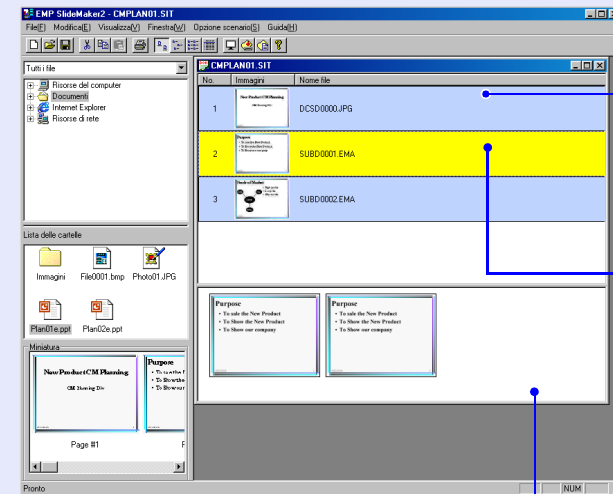 EMP SlideMaker2 - CMPLAN01.SIT
File[F] Modifica[E] Visualizza[V] Finestra[W] Opzione scenario[S] Guida[H]
Tutti i file
Risorse del computer
Documenti
Internet Explorer
Risorse di rete
Lista delle cartelle
Immagini File0001.bmp Photo01.JPG
Plan01e.ppt Plan02e.ppt
Miniatura
New Product CM Planning
CM Planning Div
Purpose
Page #1
CMPLAN01.SIT
No. Immagini Nome file
1 New Product CM Planning DCSD0000.JPG
2 Purpose SUBD0001.EMA
3 SUBD0002.EMA
Purpose
• To sale the New Product
• To Show the New Product
• To Show our company
Purpose
• To sale the New Product
• To Show the New Product
• To Show our company
Pronto
NUM